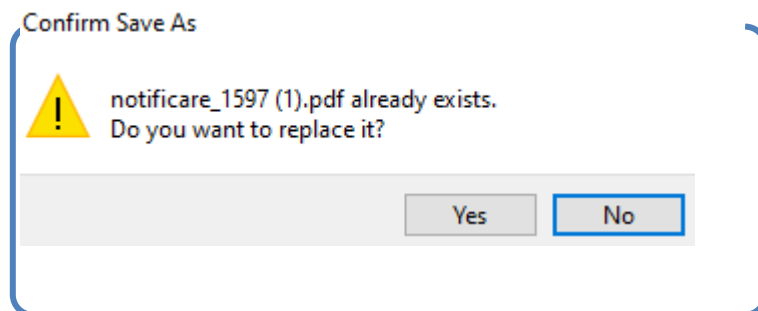 Confirm Save As
notificare_1597 (1).pdf already exists.
Do you want to replace it?
Yes
No